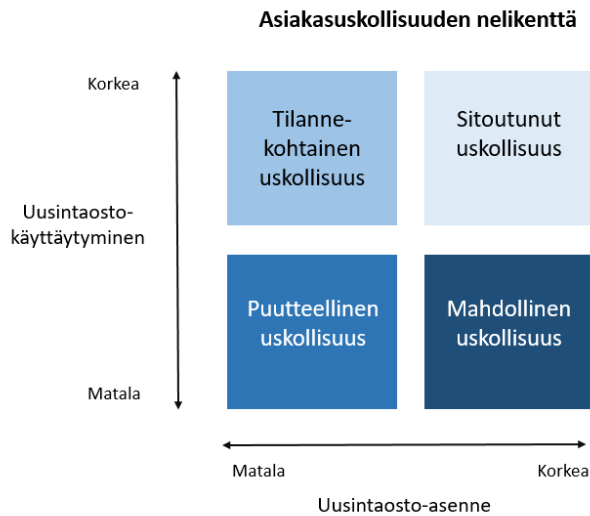 Asiakasuskollisuuden nelikenttä
Korkea
Tilanne-
kohtainen
uskollisuus
Sitoutunut
uskollisuus
Uusintaosto-
käyttäytyminen
Puutteellinen
uskollisuus
Mahdollinen
uskollisuus
Matala
Matala
Korkea
Uusintaosto-asenne